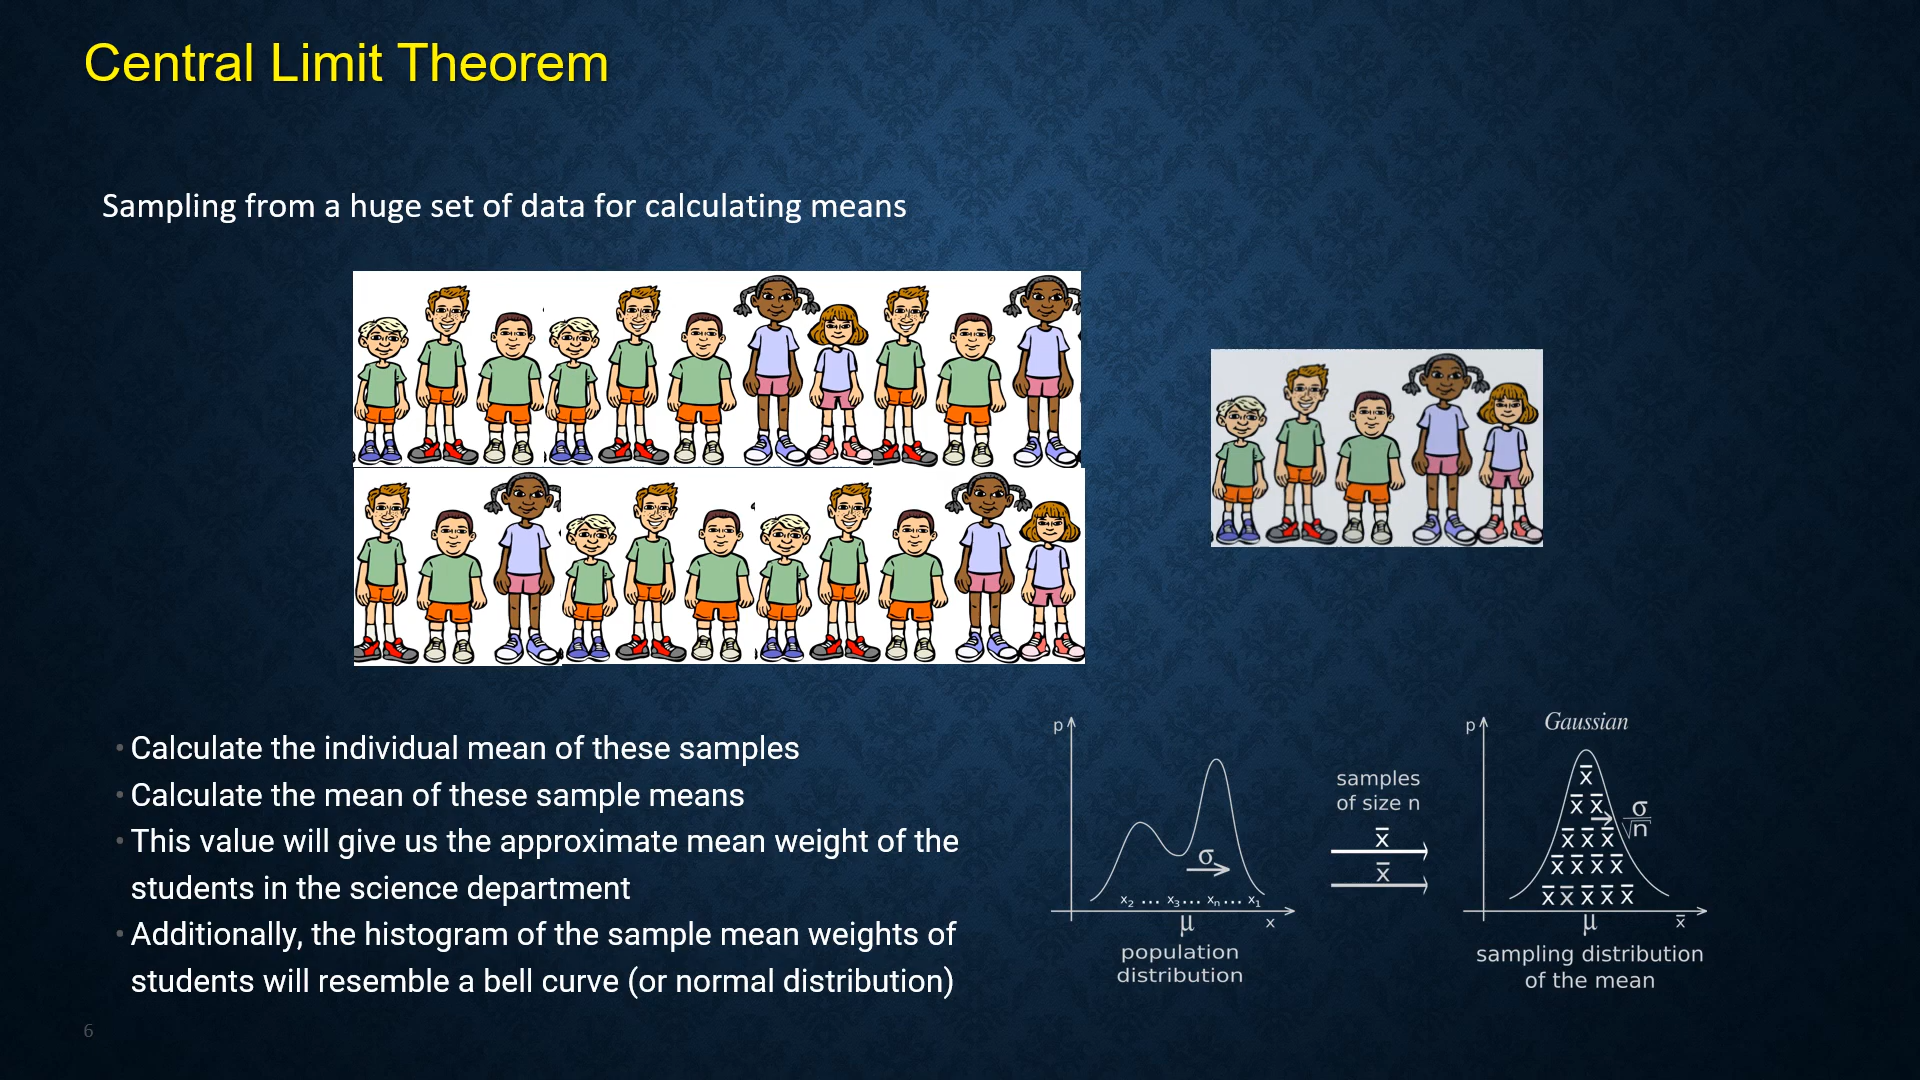 Central Limit Theorem
Sampling from a huge set of data for calculating means
• Calculate the individual mean of these samples
• Calculate the mean of these sample means
• This value will give us the approximate mean weight of the
students in the science department
• Additionally, the histogram of the sample mean weights of
students will resemble a bell curve (or normal distribution)
p
σ
x₂ ... x₃... xₙ... x₁
μ
x
population
distribution
samples
of size n
x̅
x̅
p
Gaussian
x̅
x̅ x̅
σ
√n
x̅ x̅ x̅
x̅ x̅ x̅ x̅
x̅ x̅ x̅ x̅ x̅
μ
x̅
sampling distribution
of the mean
6